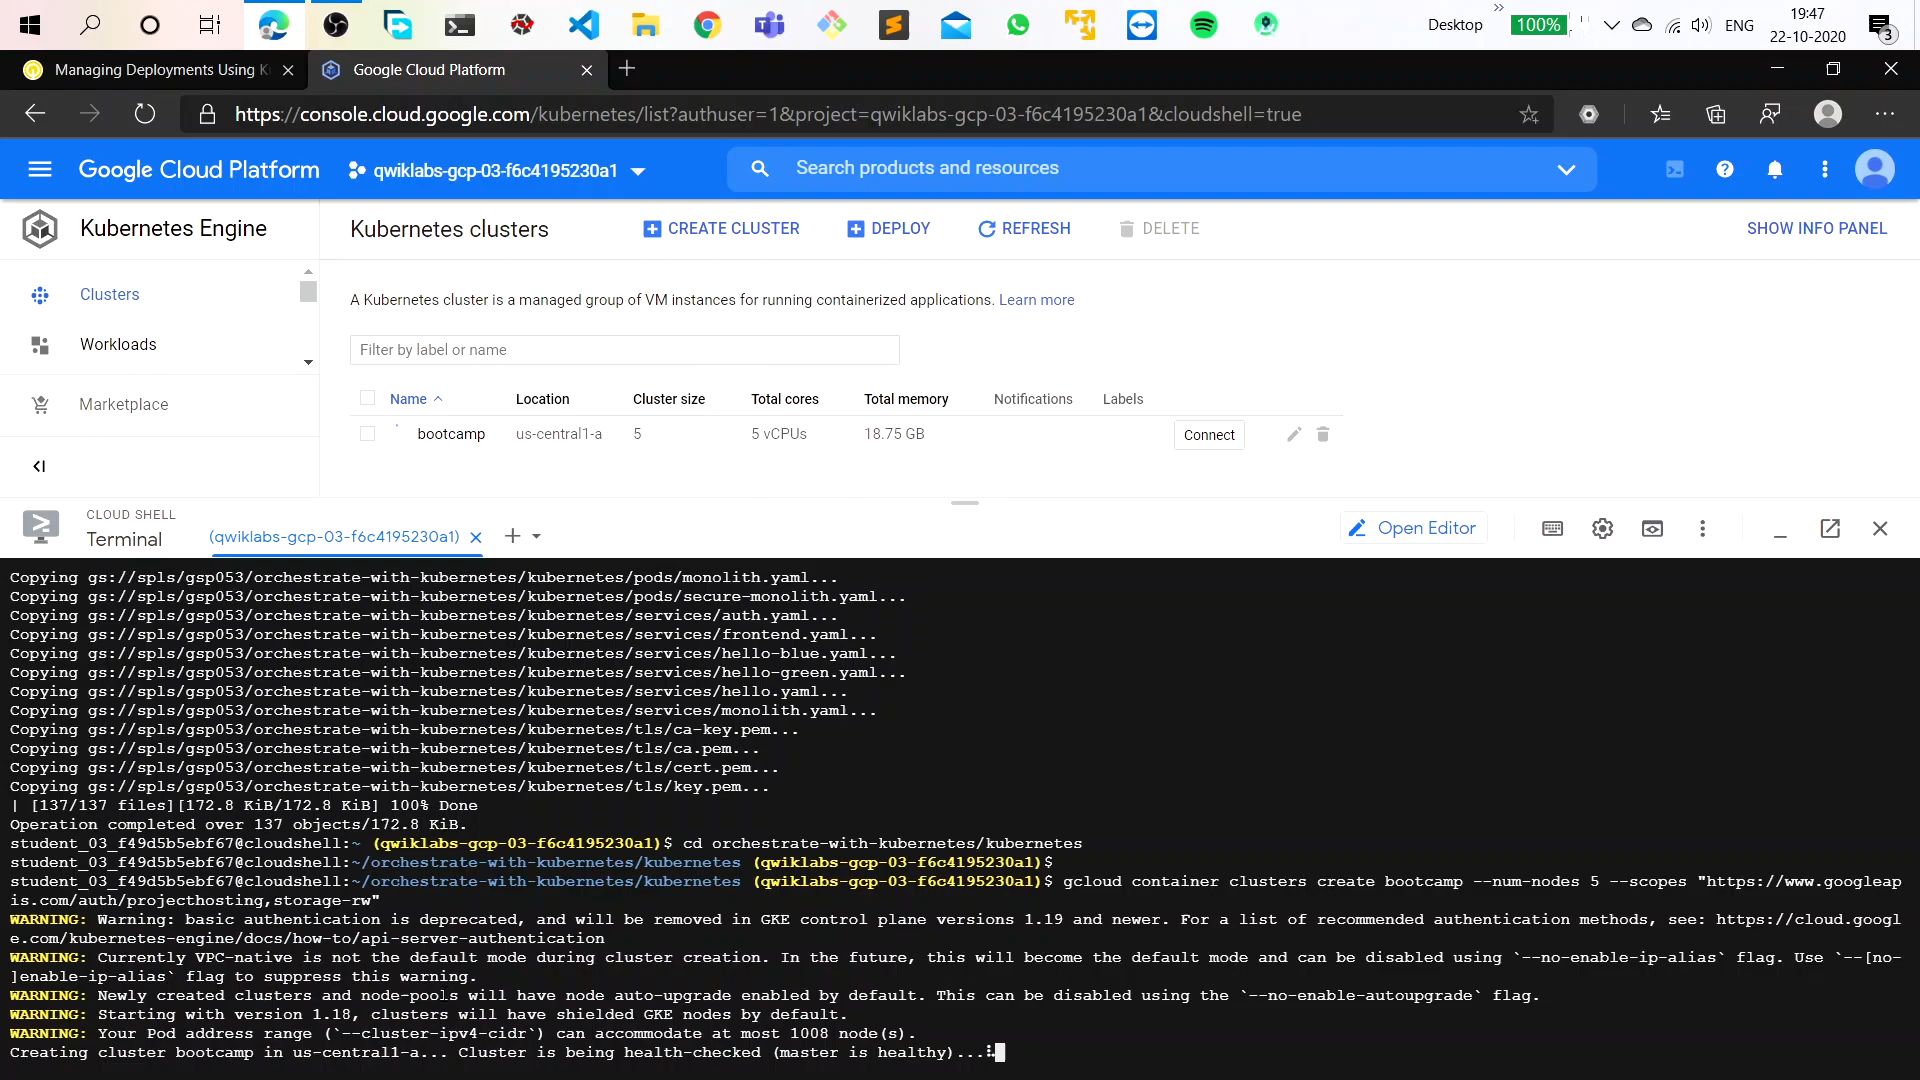 Desktop
100%
ENG
19:47
22-10-2020
3
Managing Deployments Using K
Google Cloud Platform
https://console.cloud.google.com/kubernetes/list?authuser=1&project=qwiklabs-gcp-03-f6c4195230a1&cloudshell=true
Google Cloud Platform
qwiklabs-gcp-03-f6c4195230a1
Search products and resources
Kubernetes Engine
Kubernetes clusters
CREATE CLUSTER
DEPLOY
REFRESH
DELETE
SHOW INFO PANEL
Clusters
Workloads
Marketplace
A Kubernetes cluster is a managed group of VM instances for running containerized applications. Learn more
Filter by label or name
Name Location Cluster size Total cores Total memory Notifications Labels
bootcamp us-central1-a 5 5 vCPUs 18.75 GB Connect
CLOUD SHELL
Terminal
(qwiklabs-gcp-03-f6c4195230a1)
Open Editor
Copying gs://spls/gsp053/orchestrate-with-kubernetes/kubernetes/pods/monolith.yaml...
Copying gs://spls/gsp053/orchestrate-with-kubernetes/kubernetes/pods/secure-monolith.yaml...
Copying gs://spls/gsp053/orchestrate-with-kubernetes/kubernetes/services/auth.yaml...
Copying gs://spls/gsp053/orchestrate-with-kubernetes/kubernetes/services/frontend.yaml...
Copying gs://spls/gsp053/orchestrate-with-kubernetes/kubernetes/services/hello-blue.yaml...
Copying gs://spls/gsp053/orchestrate-with-kubernetes/kubernetes/services/hello-green.yaml...
Copying gs://spls/gsp053/orchestrate-with-kubernetes/kubernetes/services/hello.yaml...
Copying gs://spls/gsp053/orchestrate-with-kubernetes/kubernetes/services/monolith.yaml...
Copying gs://spls/gsp053/orchestrate-with-kubernetes/kubernetes/tls/ca-key.pem...
Copying gs://spls/gsp053/orchestrate-with-kubernetes/kubernetes/tls/ca.pem...
Copying gs://spls/gsp053/orchestrate-with-kubernetes/kubernetes/tls/cert.pem...
Copying gs://spls/gsp053/orchestrate-with-kubernetes/kubernetes/tls/key.pem...
| [137/137 files][172.8 KiB/172.8 KiB] 100% Done
Operation completed over 137 objects/172.8 KiB.
student_03_f49d5b5ebf67@cloudshell:~ (qwiklabs-gcp-03-f6c4195230a1)$ cd orchestrate-with-kubernetes/kubernetes
student_03_f49d5b5ebf67@cloudshell:~/orchestrate-with-kubernetes/kubernetes (qwiklabs-gcp-03-f6c4195230a1)$
student_03_f49d5b5ebf67@cloudshell:~/orchestrate-with-kubernetes/kubernetes (qwiklabs-gcp-03-f6c4195230a1)$ gcloud container clusters create bootcamp --num-nodes 5 --scopes "https://www.googleap
is.com/auth/projecthosting,storage-rw"
WARNING: Warning: basic authentication is deprecated, and will be removed in GKE control plane versions 1.19 and newer. For a list of recommended authentication methods, see: https://cloud.googl
e.com/kubernetes-engine/docs/how-to/api-server-authentication
WARNING: Currently VPC-native is not the default mode during cluster creation. In the future, this will become the default mode and can be disabled using `--no-enable-ip-alias` flag. Use `--[no-
]enable-ip-alias` flag to suppress this warning.
WARNING: Newly created clusters and node-pools will have node auto-upgrade enabled by default. This can be disabled using the `--no-enable-autoupgrade` flag.
WARNING: Starting with version 1.18, clusters will have shielded GKE nodes by default.
WARNING: Your Pod address range (`--cluster-ipv4-cidr`) can accommodate at most 1008 node(s).
Creating cluster bootcamp in us-central1-a... Cluster is being health-checked (master is healthy)...